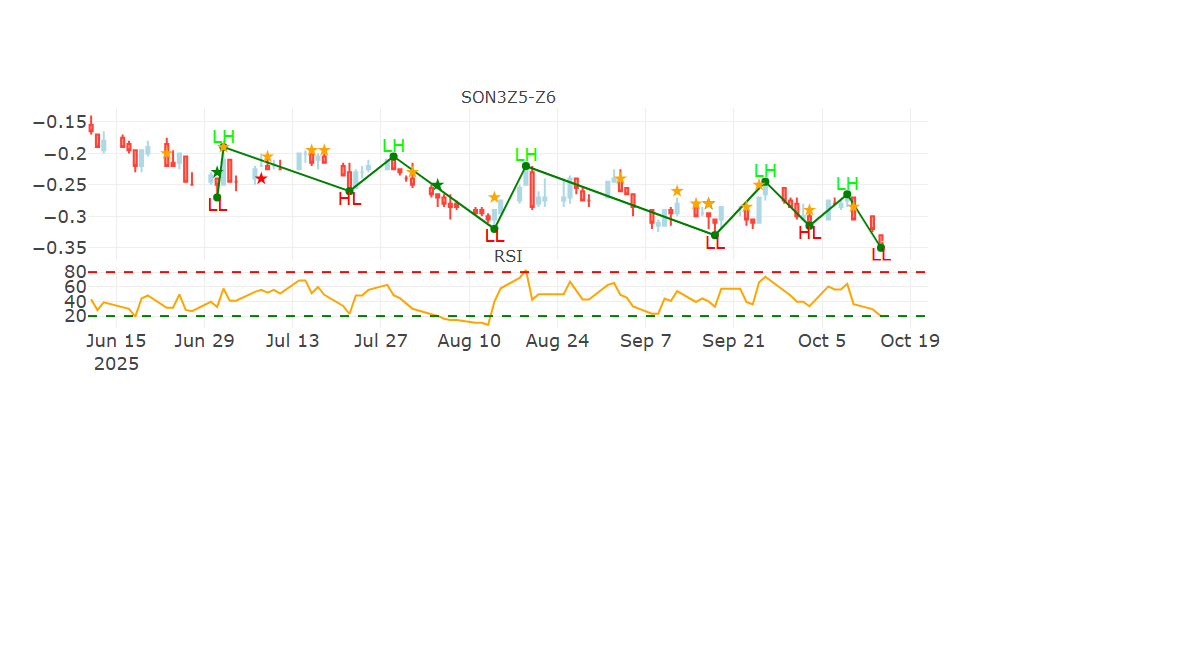 SON3Z5-Z6
−0.15
−0.2
−0.25
−0.3
−0.35
LH
LH
LH
LH
LH
LL
HL
LL
LL
HL
LL
RSI
80
60
40
20
Jun 15 Jun 29 Jul 13 Jul 27 Aug 10 Aug 24 Sep 7 Sep 21 Oct 5 Oct 19
2025